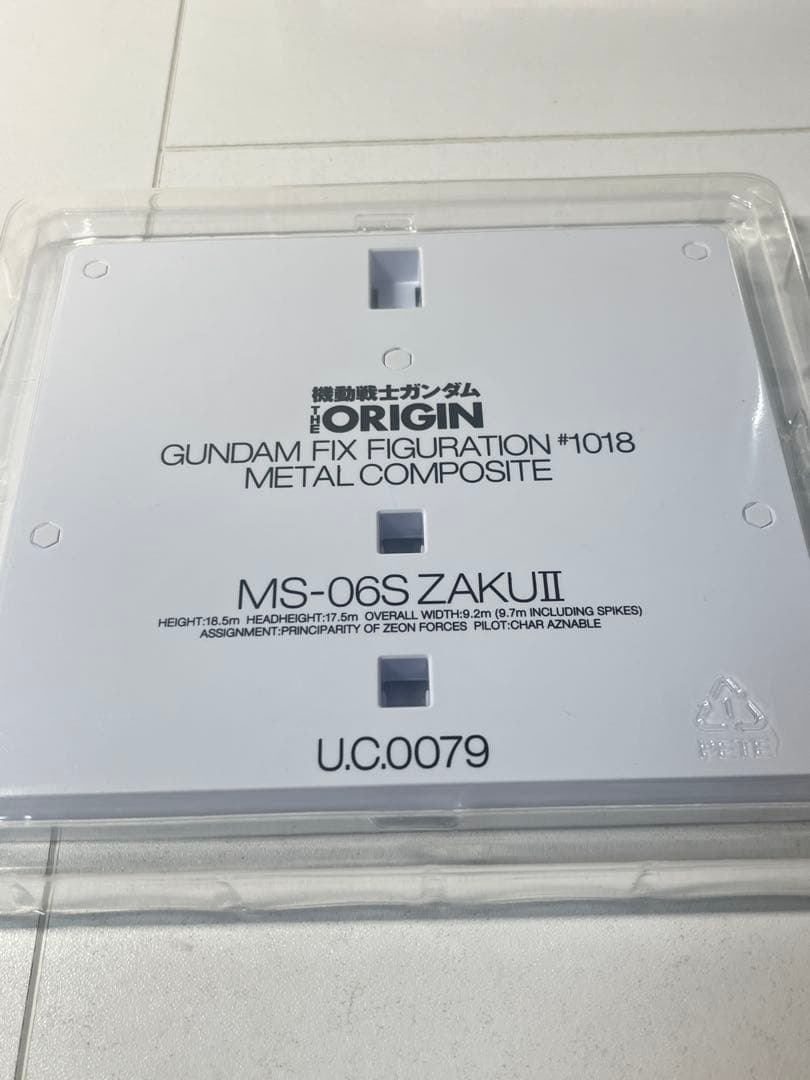 機動戦士ガンダム
THE ORIGIN
GUNDAM FIX FIGURATION #1018
METAL COMPOSITE
MS-06S ZAKUⅡ
HEIGHT:18.5m HEADHEIGHT:17.5m OVERALL WIDTH:9.2m (9.7m INCLUDING SPIKES)
ASSIGNMENT:PRINCIPARITY OF ZEON FORCES PILOT:CHAR AZNABLE
U.C.0079
1
PETE